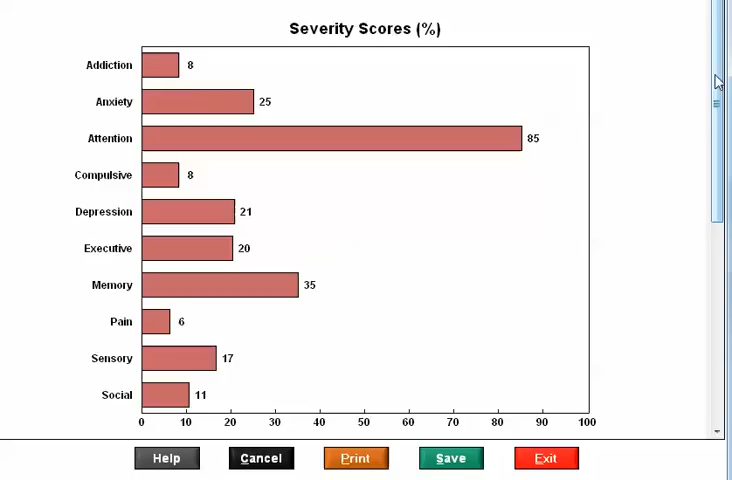 Severity Scores (%)
Addiction 8
Anxiety 25
Attention 85
Compulsive 8
Depression 21
Executive 20
Memory 35
Pain 6
Sensory 17
Social 11
0 10 20 30 40 50 60 70 80 90 100
Help Cancel Print Save Exit